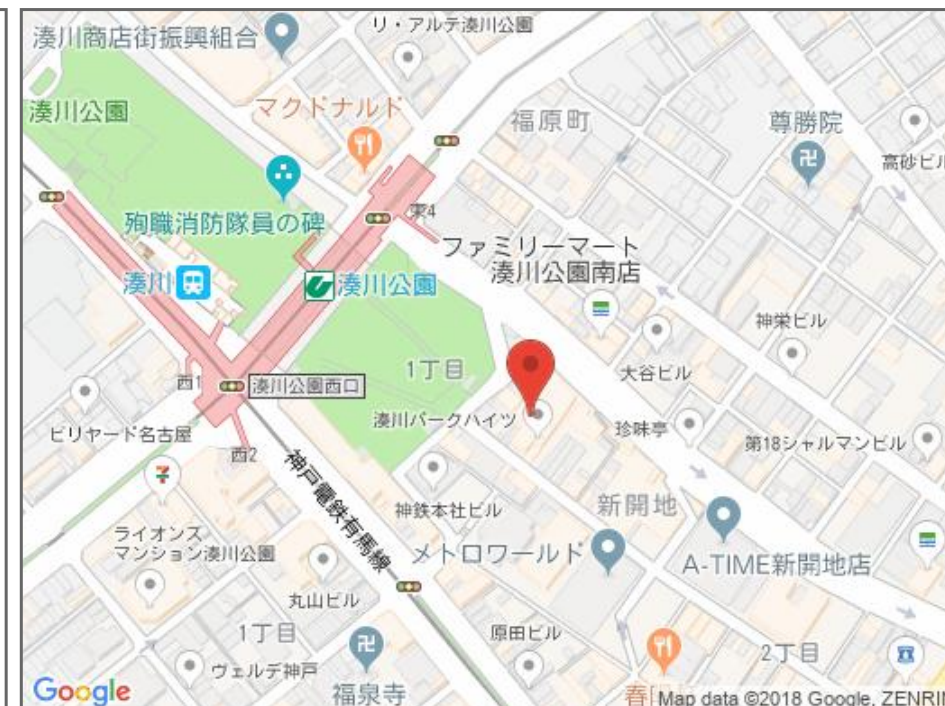 リ・アルテ湊川公園
湊川商店街振興組合
湊川公園
マクドナルド
福原町
尊勝院
高砂ビル
殉職消防隊員の碑
東4
ファミリーマート
湊川公園南店
湊川
湊川公園
神栄ビル
1丁目
大谷ビル
西1
湊川公園西口
湊川パークハイツ
珍味亭
第18シャルマンビル
ビリヤード名古屋
西2
神戸電鉄有馬線
神鉄本社ビル
新開地
ライオンズ
マンション湊川公園
メトロワールド
A-TIME新開地店
丸山ビル
1丁目
原田ビル
2丁目
ヴェルデ神戸
福泉寺
Google
春
Map data ©2018 Google, ZENRIN